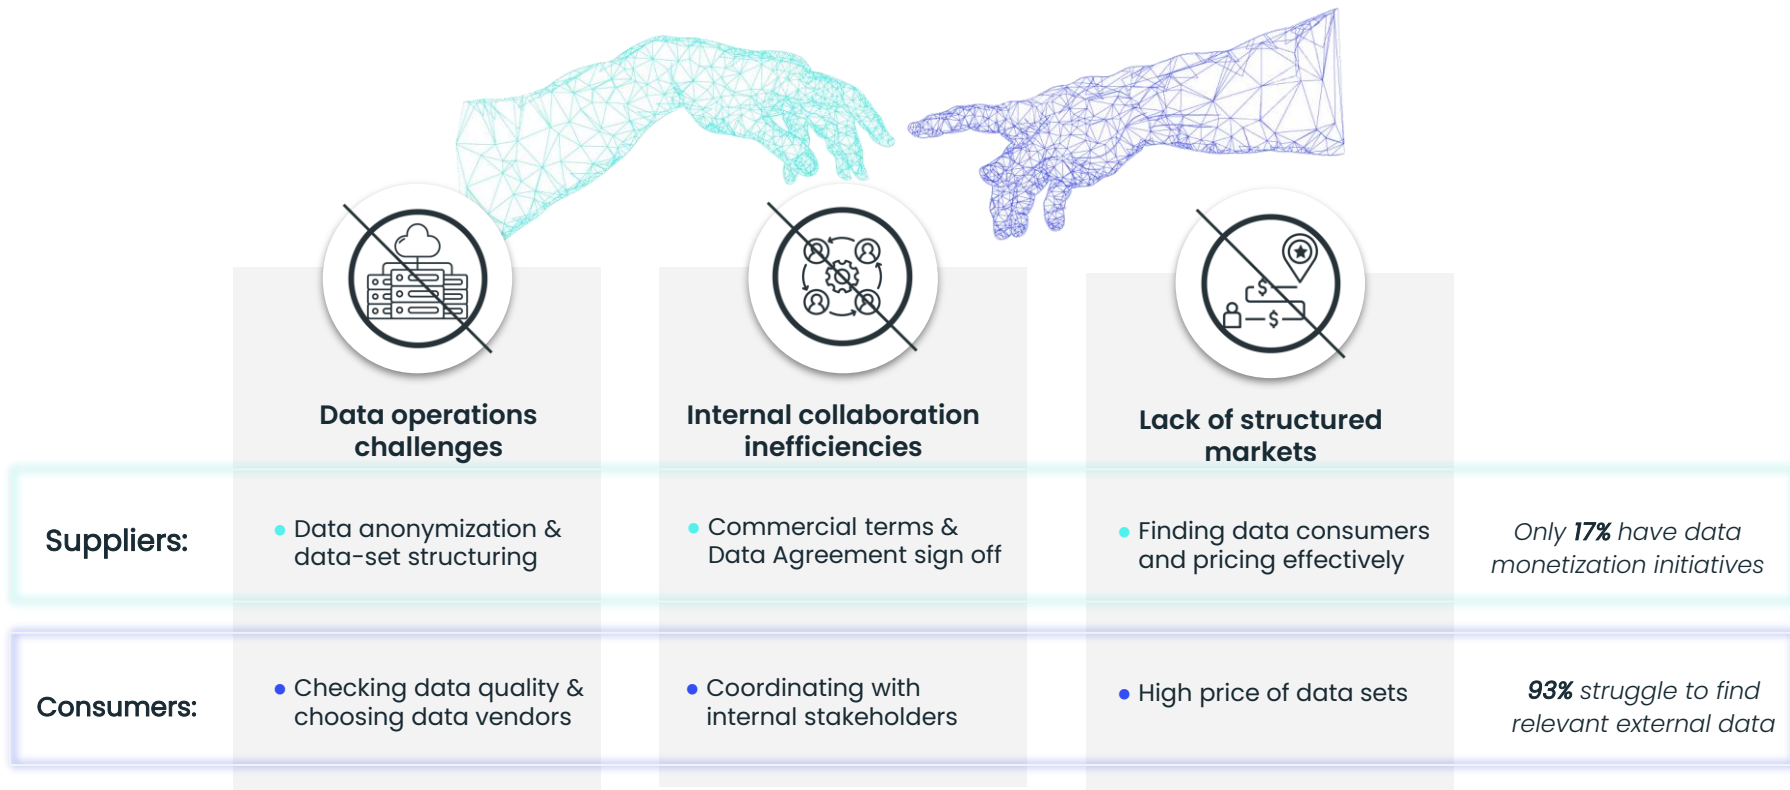 Data operations
challenges
Internal collaboration
inefficiencies
Lack of structured
markets
Suppliers:
Data anonymization &
data-set structuring
Commercial terms &
Data Agreement sign off
Finding data consumers
and pricing effectively
Only 17% have data
monetization initiatives
Consumers:
Checking data quality &
choosing data vendors
Coordinating with
internal stakeholders
High price of data sets
93% struggle to find
relevant external data